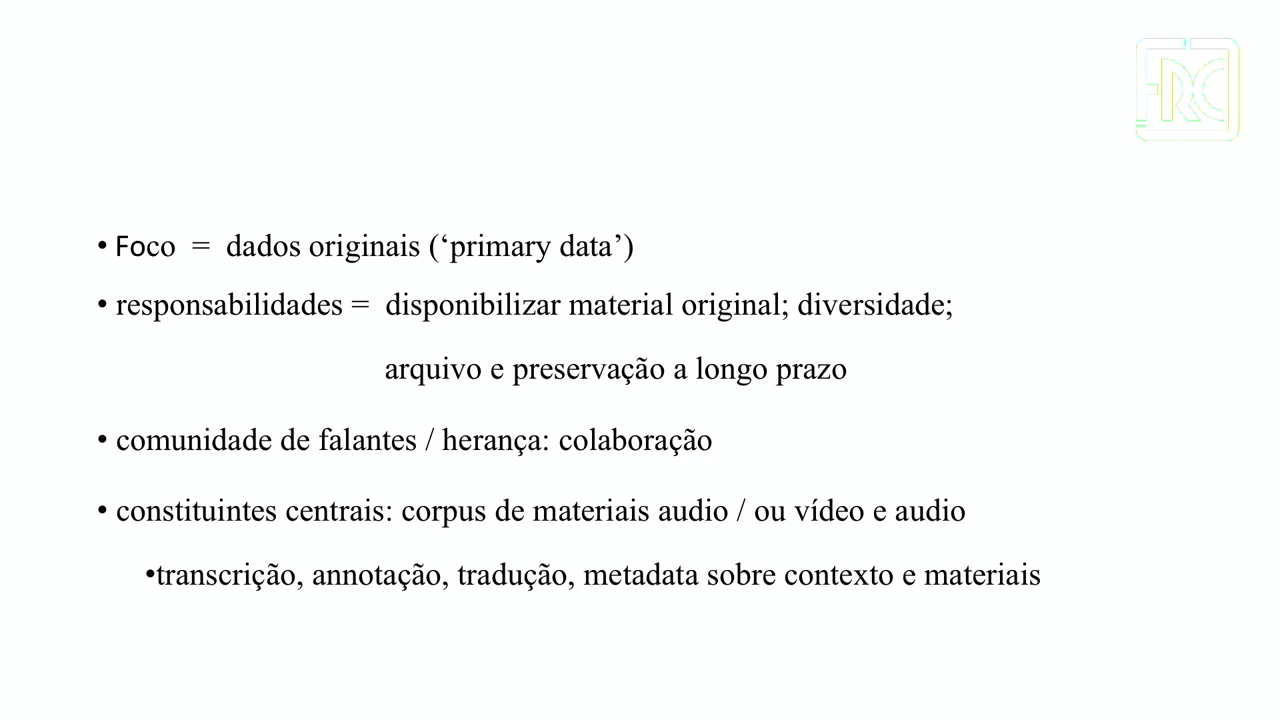 • Foco = dados originais (‘primary data’)
• responsabilidades = disponibilizar material original; diversidade;
arquivo e preservação a longo prazo
• comunidade de falantes / herança: colaboração
• constituintes centrais: corpus de materiais audio / ou vídeo e audio
•transcrição, annotação, tradução, metadata sobre contexto e materiais